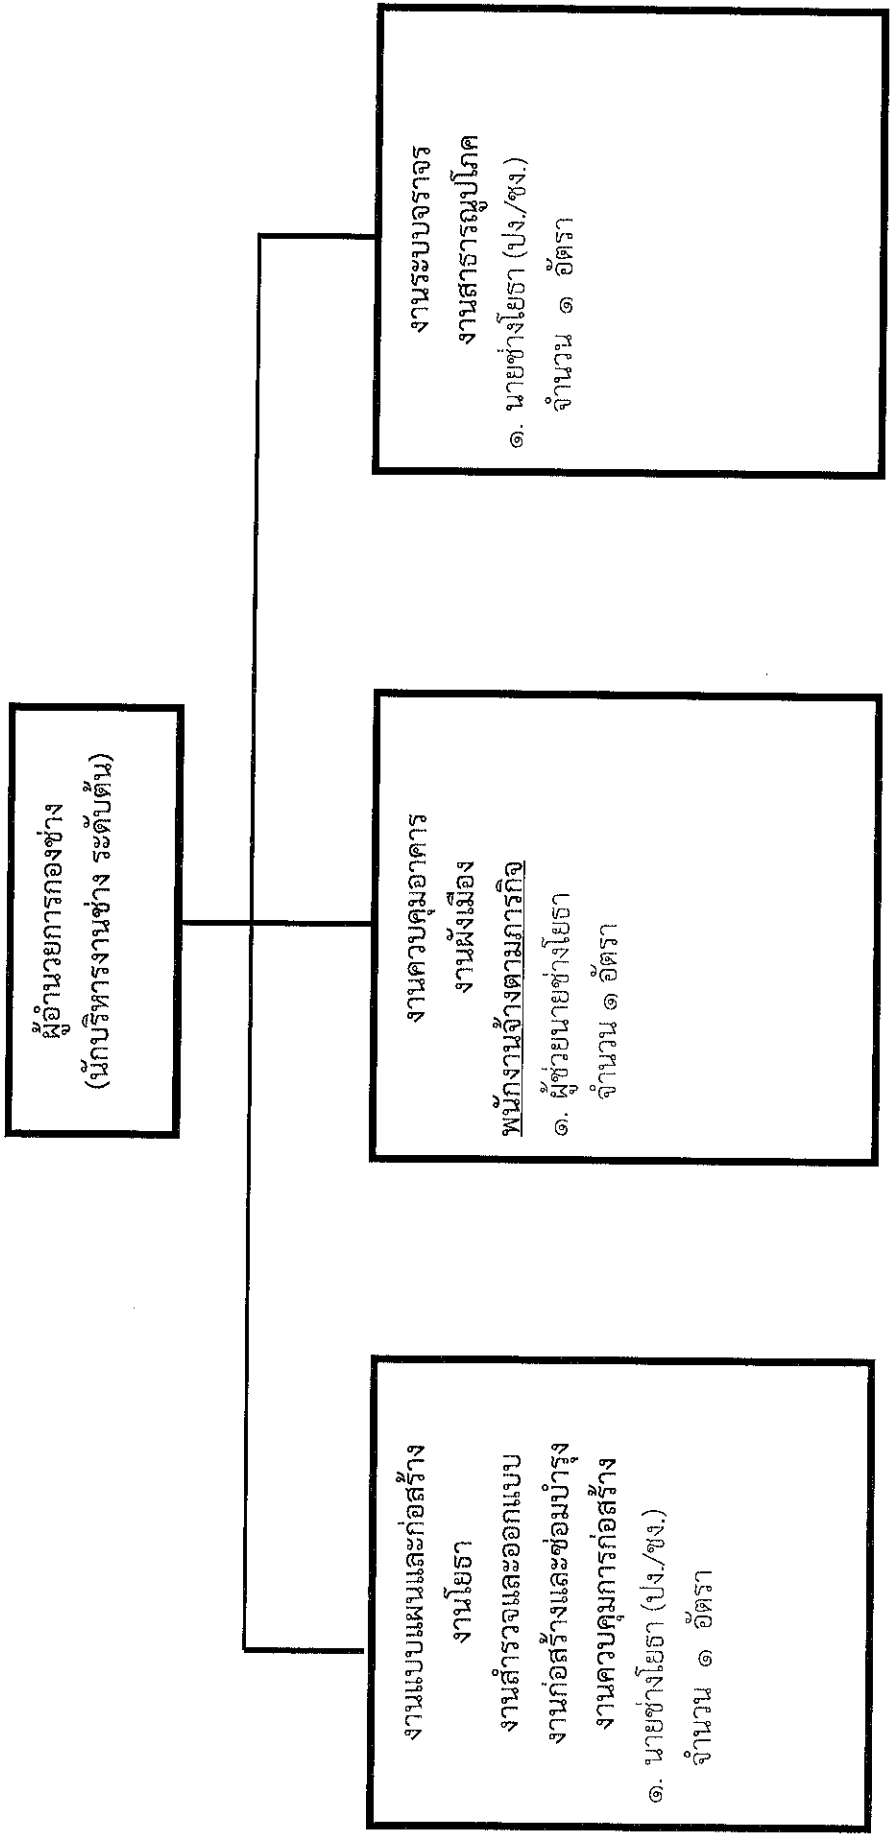 ผู้อำนวยการกองช่าง
(นักบริหารงานช่าง ระดับต้น)
งานแบบแผนและก่อสร้าง
งานโยธา
งานสำรวจและออกแบบ
งานก่อสร้างและซ่อมบำรุง
งานควบคุมการก่อสร้าง
๑. นายช่างโยธา (ปง./ชง.)
จำนวน ๑ อัตรา
งานควบคุมอาคาร
งานผังเมือง
พนักงานจ้างตามภารกิจ
๑. ผู้ช่วยนายช่างโยธา
จำนวน ๑ อัตรา
งานระบบจราจร
งานสาธารณูปโภค
๑. นายช่างโยธา (ปง./ชง.)
จำนวน ๑ อัตรา